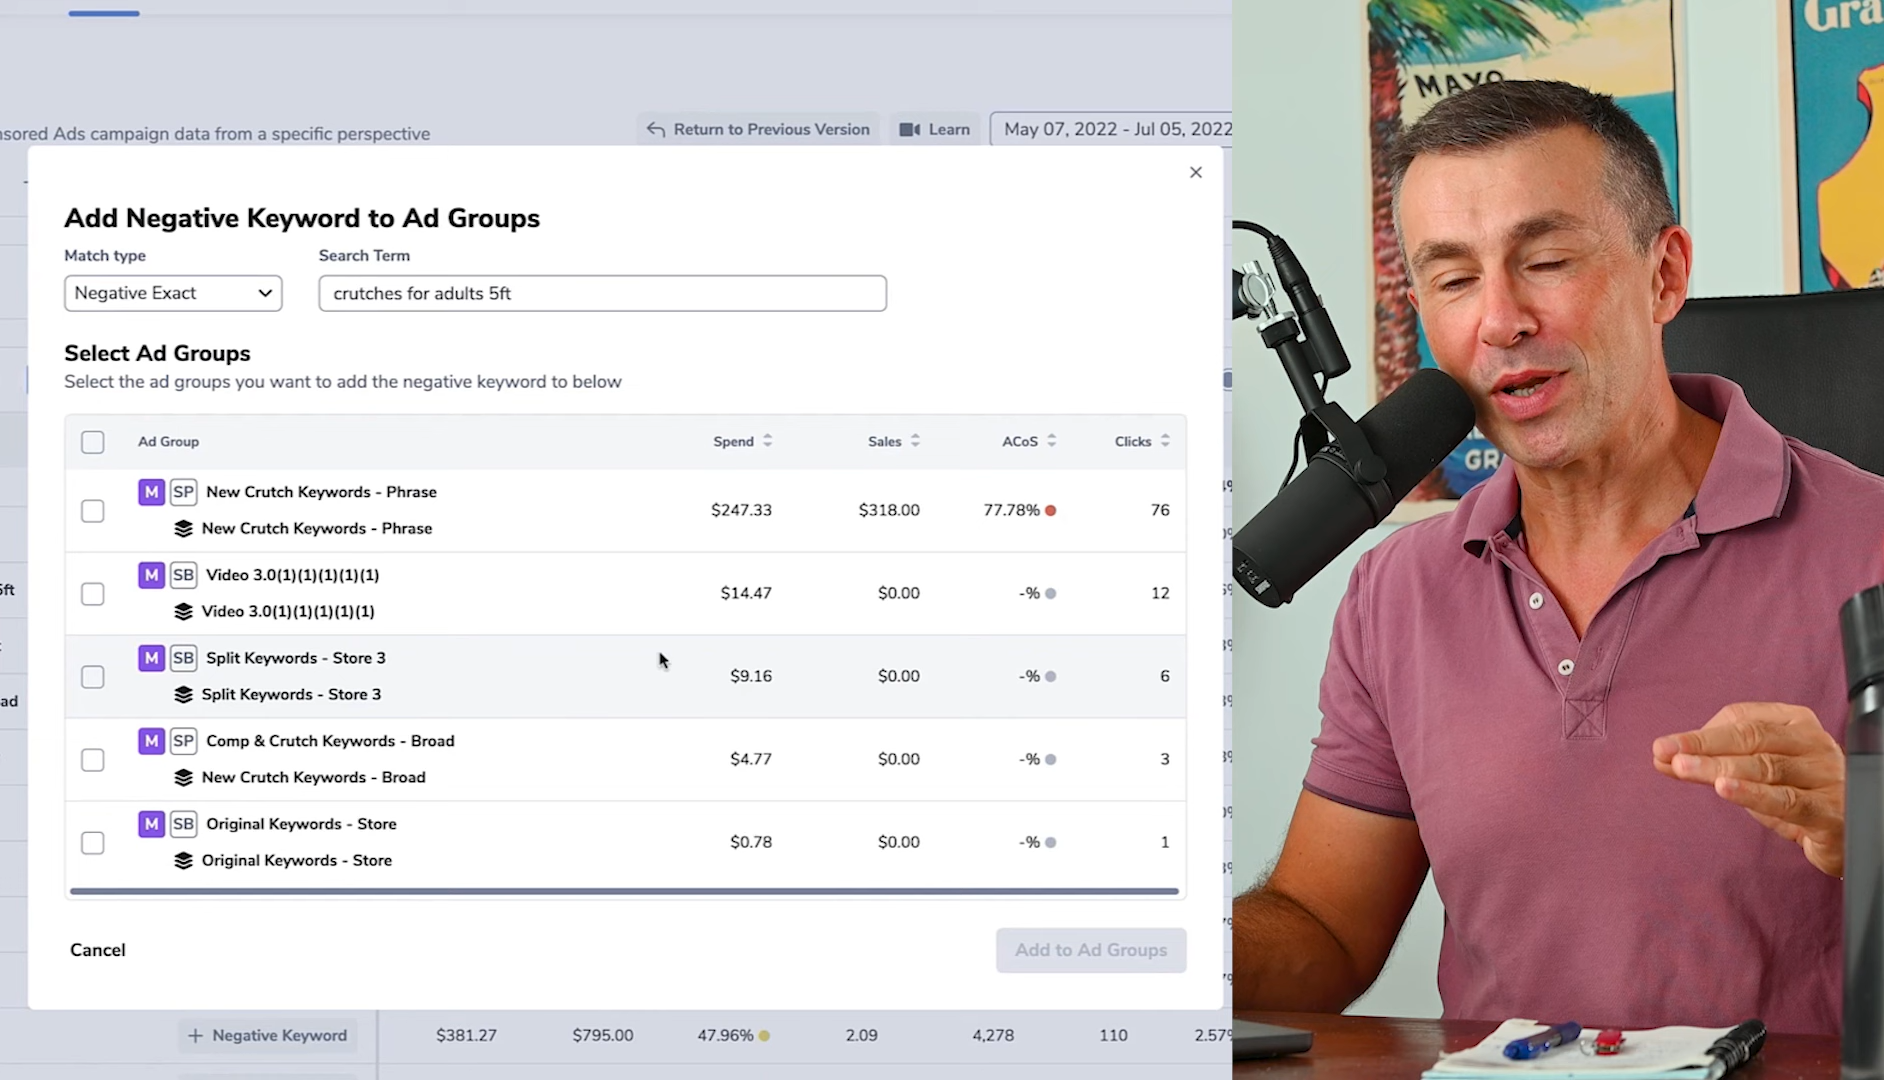 nsored Ads campaign data from a specific perspective
Return to Previous Version
Learn
May 07, 2022 - Jul 05, 2022
Add Negative Keyword to Ad Groups
Match type
Search Term
Negative Exact
crutches for adults 5ft
Select Ad Groups
Select the ad groups you want to add the negative keyword to below
Ad Group Spend Sales ACoS Clicks
M SP New Crutch Keywords - Phrase
New Crutch Keywords - Phrase
$247.33 $318.00 77.78% 76
M SB Video 3.0(1)(1)(1)(1)(1)
Video 3.0(1)(1)(1)(1)(1)
$14.47 $0.00 -% 12
M SB Split Keywords - Store 3
Split Keywords - Store 3
$9.16 $0.00 -% 6
M SP Comp & Crutch Keywords - Broad
New Crutch Keywords - Broad
$4.77 $0.00 -% 3
M SB Original Keywords - Store
Original Keywords - Store
$0.78 $0.00 -% 1
Cancel
Add to Ad Groups
+ Negative Keyword $381.27 $795.00 47.96% 2.09 4,278 110 2.57%
5ft
ad
MAYO
GR
Gra